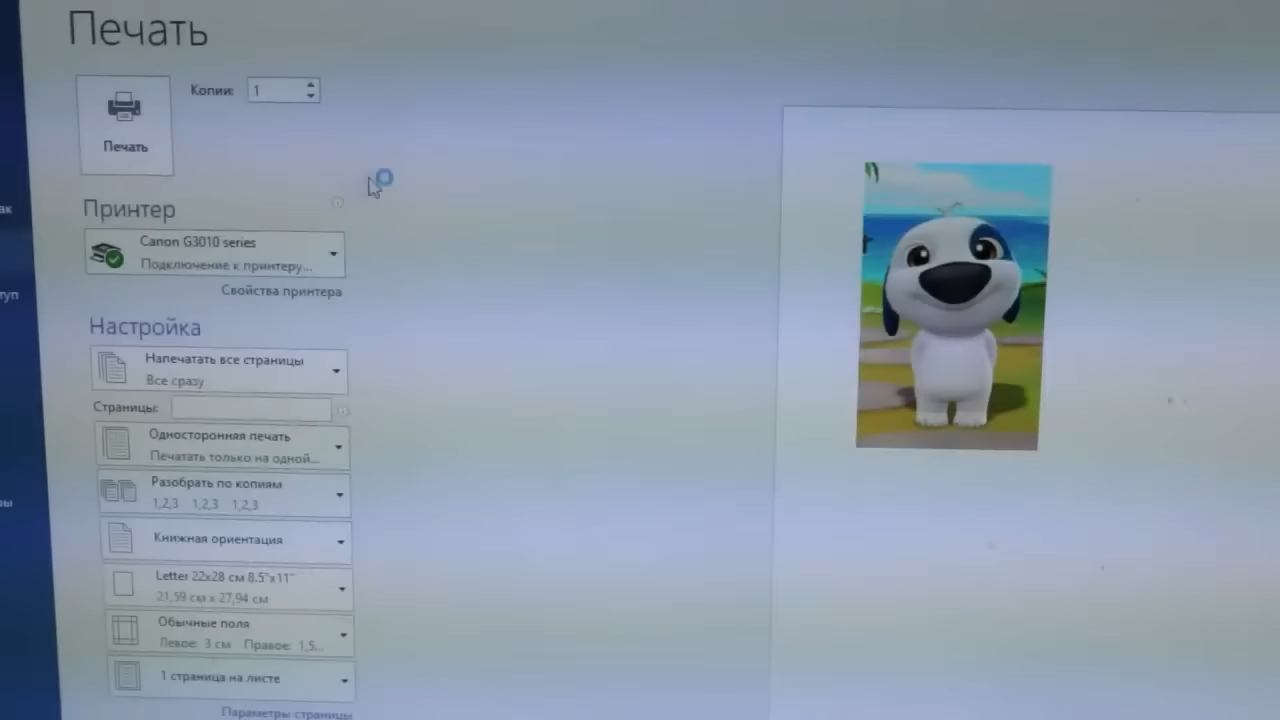 Печать
Копии: 1
Печать
ак
Принтер
Canon G3010 series
Подключение к принтеру...
Свойства принтера
туп
Настройка
Напечатать все страницы
Все сразу
Страницы:
Односторонняя печать
Печатать только на одной...
Разобрать по копиям
1,2,3 1,2,3 1,2,3
ры
Книжная ориентация
Letter 22x28 см 8.5"x11"
21,59 см x 27,94 см
Обычные поля
Левое: 3 см Правое: 1,5...
1 страница на листе
Параметры страницы